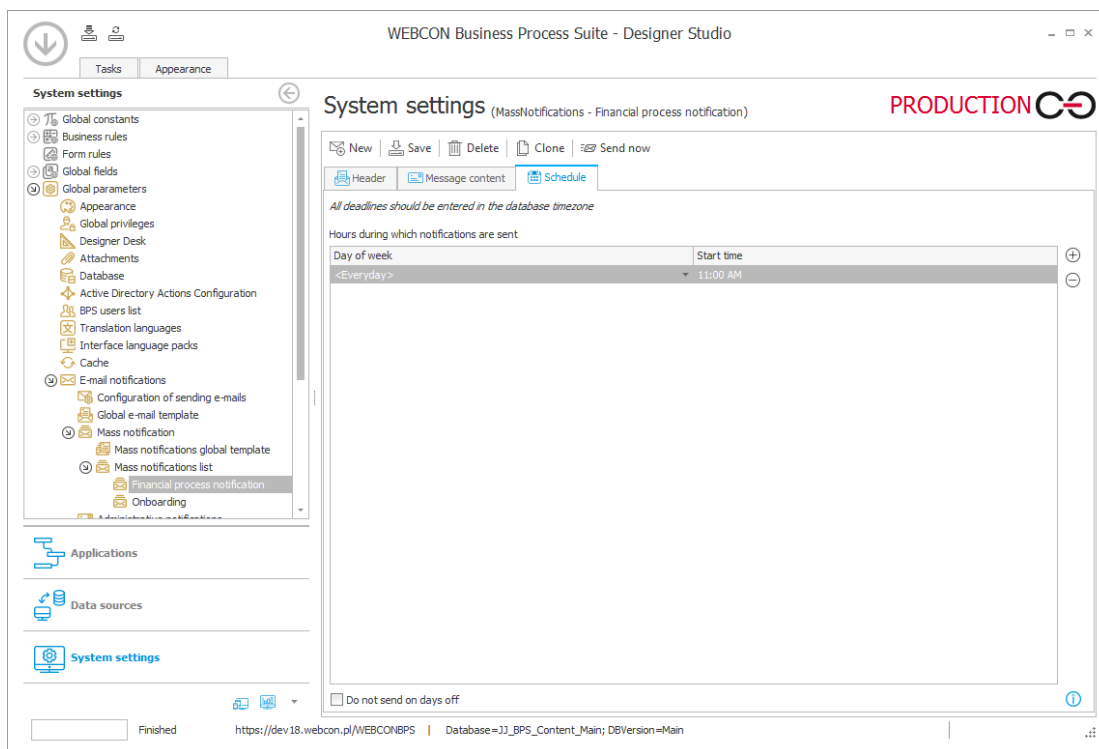 WEBCON Business Process Suite - Designer Studio
Tasks
Appearance
System settings
Global constants
Business rules
Form rules
Global fields
Global parameters
Appearance
Global privileges
Designer Desk
Attachments
Database
Active Directory Actions Configuration
BPS users list
Translation languages
Interface language packs
Cache
E-mail notifications
Configuration of sending e-mails
Global e-mail template
Mass notification
Mass notifications global template
Mass notifications list
Financial process notification
Onboarding
Administrative notifications
Applications
Data sources
System settings
System settings (MassNotifications - Financial process notification)
PRODUCTION
New
Save
Delete
Clone
Send now
Header
Message content
Schedule
All deadlines should be entered in the database timezone
Hours during which notifications are sent
Day of week
Start time
<Everyday>
11:00 AM
Do not send on days off
Finished
https://dev18.webcon.pl/WEBCONBPS | Database=JJ_BPS_Content_Main; DBVersion=Main